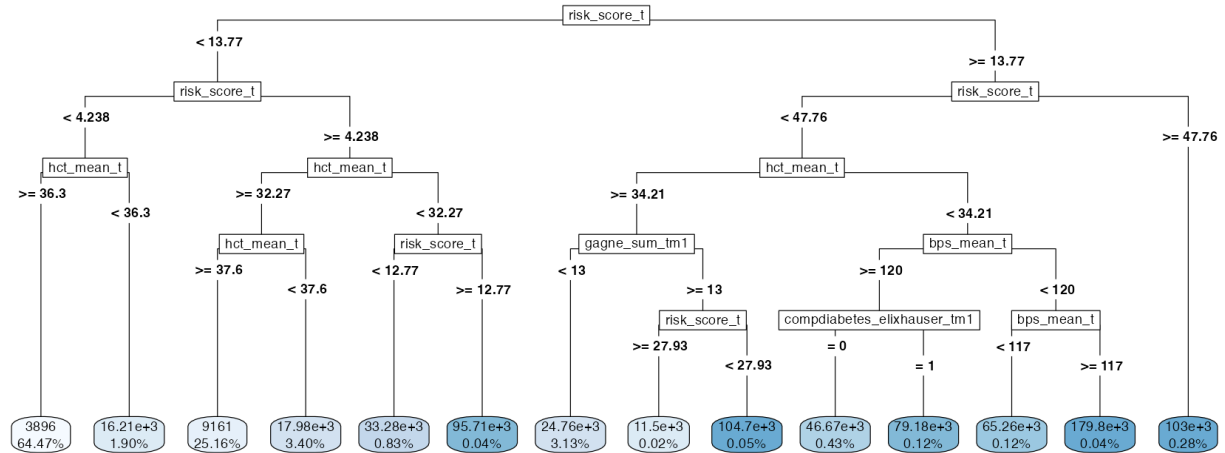 risk_score_t
< 13.77
>= 13.77
risk_score_t
risk_score_t
< 4.238
>= 4.238
< 47.76
>= 47.76
hct_mean_t
hct_mean_t
hct_mean_t
>= 36.3
< 36.3
>= 32.27
< 32.27
>= 34.21
< 34.21
hct_mean_t
risk_score_t
gagne_sum_tm1
bps_mean_t
>= 37.6
< 37.6
< 12.77
>= 12.77
< 13
>= 13
>= 120
< 120
risk_score_t
compdiabetes_elixhauser_tm1
bps_mean_t
>= 27.93
< 27.93
= 0
= 1
< 117
>= 117
3896
64.47%
16.21e+3
1.90%
9161
25.16%
17.98e+3
3.40%
33.28e+3
0.83%
95.71e+3
0.04%
24.76e+3
3.13%
11.5e+3
0.02%
104.7e+3
0.05%
46.67e+3
0.43%
79.18e+3
0.12%
65.26e+3
0.12%
179.8e+3
0.04%
103e+3
0.28%